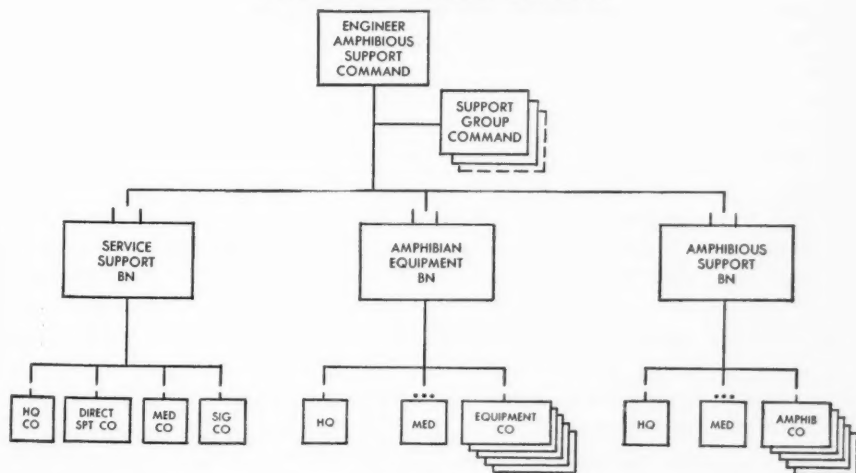 ENGINEER
AMPHIBIOUS
SUPPORT
COMMAND
SUPPORT
GROUP
COMMAND
SERVICE
SUPPORT
BN
AMPHIBIAN
EQUIPMENT
BN
AMPHIBIOUS
SUPPORT
BN
HQ
CO
DIRECT
SPT CO
MED
CO
SIG
CO
HQ
MED
EQUIPMENT
CO
HQ
MED
AMPHIB
CO